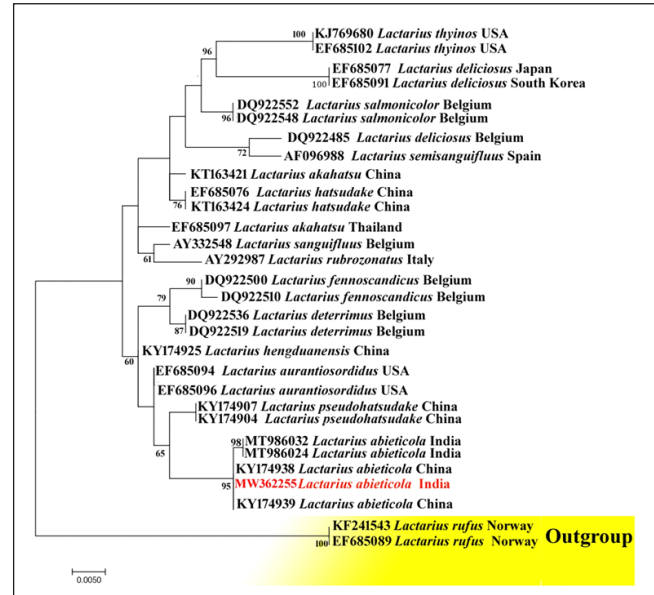 100 KJ769680 Lactarius thyinos USA
EF685102 Lactarius thyinos USA
96
EF685077 Lactarius deliciosus Japan
100 EF685091 Lactarius deliciosus South Korea
DQ922552 Lactarius salmonicolor Belgium
96 DQ922548 Lactarius salmonicolor Belgium
DQ922485 Lactarius deliciosus Belgium
72
AF096988 Lactarius semisanguifluus Spain
KT163421 Lactarius akahatsu China
EF685076 Lactarius hatsudake China
76 KT163424 Lactarius hatsudake China
EF685097 Lactarius akahatsu Thailand
AY332548 Lactarius sanguifluus Belgium
61
AY292987 Lactarius rubrozonatus Italy
90 DQ922500 Lactarius fennoscandicus Belgium
79 DQ922510 Lactarius fennoscandicus Belgium
DQ922536 Lactarius deterrimus Belgium
87 DQ922519 Lactarius deterrimus Belgium
KY174925 Lactarius hengduanensis China
60
EF685094 Lactarius aurantiosordidus USA
EF685096 Lactarius aurantiosordidus USA
KY174907 Lactarius pseudohatsudake China
KY174904 Lactarius pseudohatsudake China
65
98 MT986032 Lactarius abieticola India
MT986024 Lactarius abieticola India
KY174938 Lactarius abieticola China
95 MW362255 Lactarius abieticola India
KY174939 Lactarius abieticola China
KF241543 Lactarius rufus Norway
100 EF685089 Lactarius rufus Norway
Outgroup
0.0050